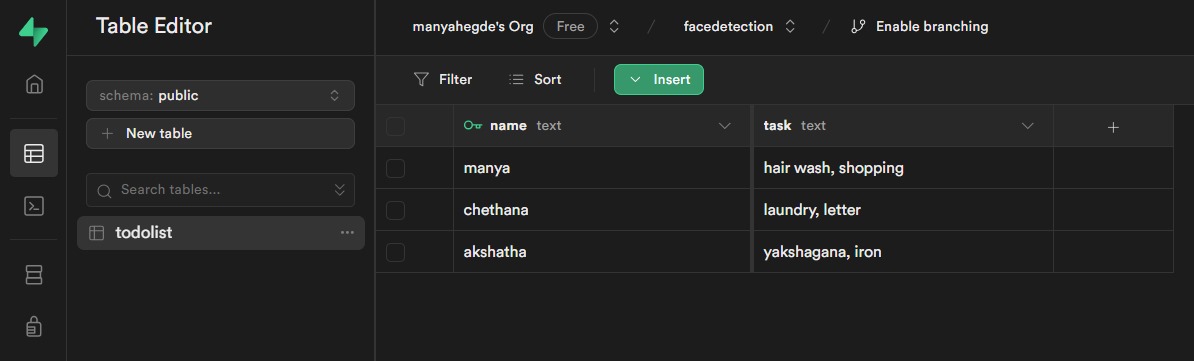 Table Editor
manyahegde's Org Free / facedetection / Enable branching
schema: public
New table
Search tables...
todolist
Filter Sort Insert
name text task text
manya hair wash, shopping
chethana laundry, letter
akshatha yakshagana, iron